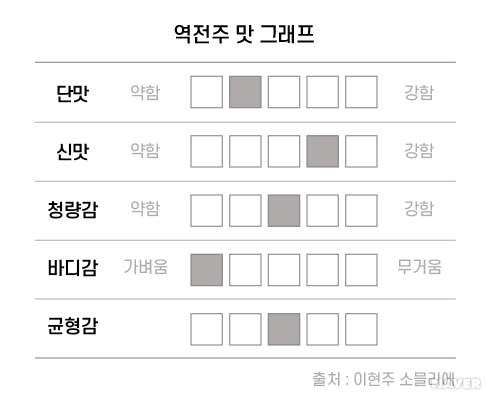 역전주 맛 그래프
단맛 약함 강함
신맛 약함 강함
청량감 약함 강함
바디감 가벼움 무거움
균형감
출처 : 이현주 소믈리에
NAVER